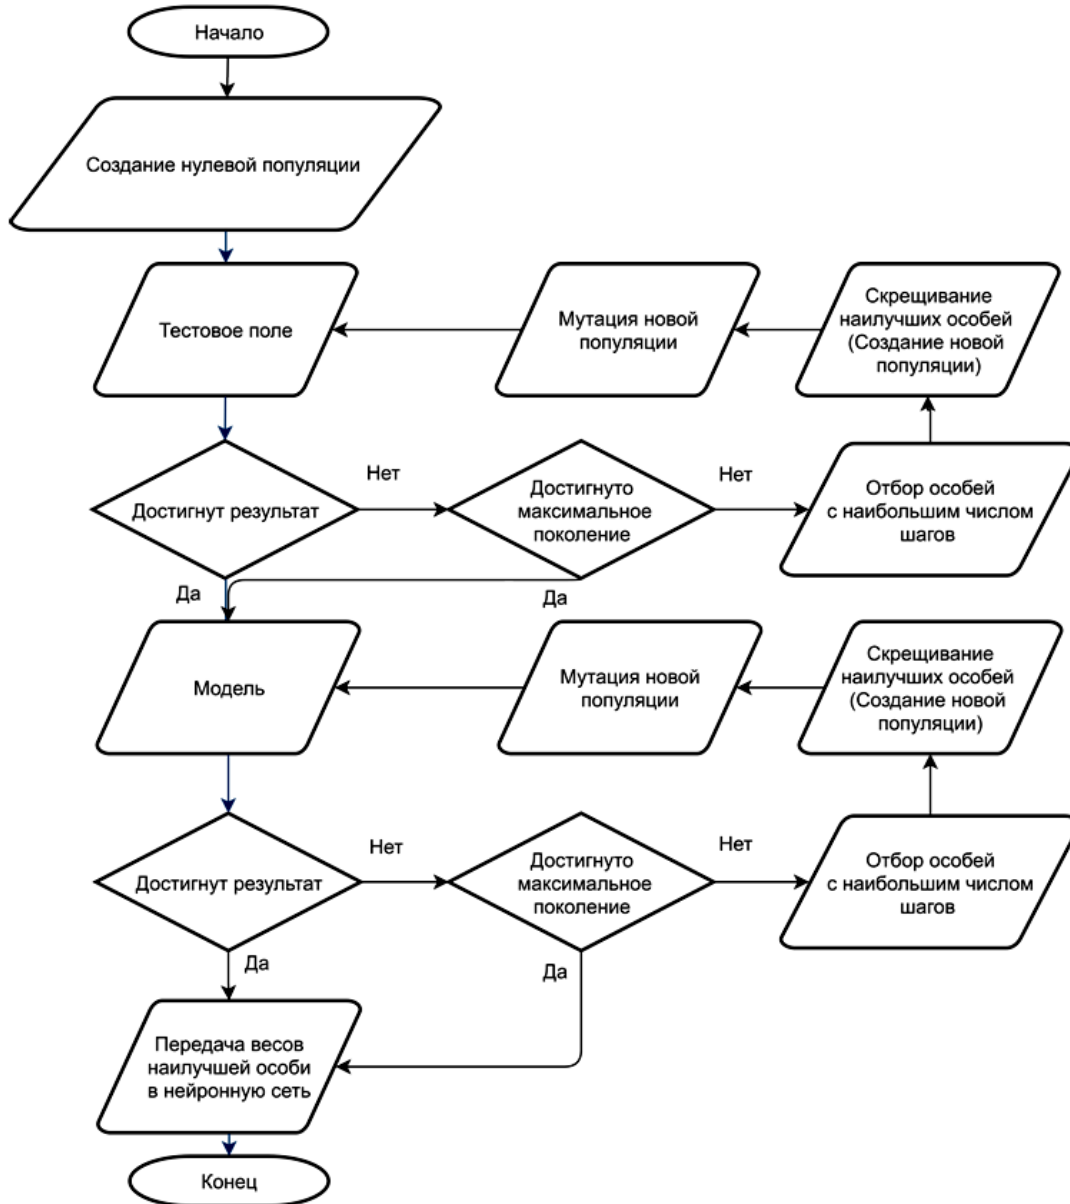 Начало
Создание нулевой популяции
Тестовое поле
Мутация новой
популяции
Скрещивание
наилучших особей
(Создание новой
популяции)
Достигнут результат
Нет
Достигнуто
максимальное
поколение
Нет
Отбор особей
с наибольшим числом
шагов
Да
Да
Модель
Мутация новой
популяции
Скрещивание
наилучших особей
(Создание новой
популяции)
Достигнут результат
Нет
Достигнуто
максимальное
поколение
Нет
Отбор особей
с наибольшим числом
шагов
Да
Да
Передача весов
наилучшей особи
в нейронную сеть
Конец